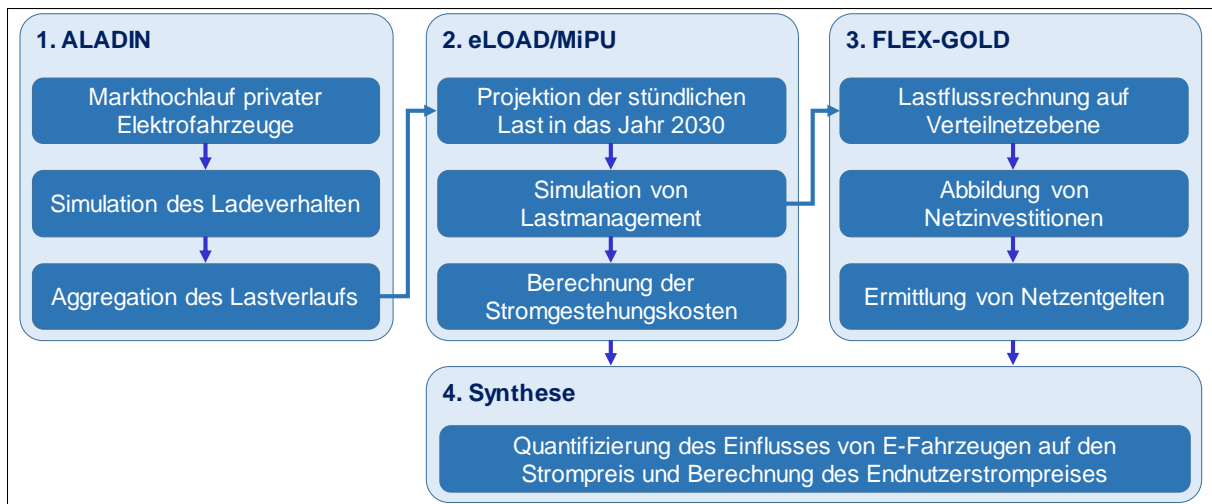 1. ALADIN
Markthochlauf privater
Elektrofahrzeuge
Simulation des Ladeverhalten
Aggregation des Lastverlaufs
2. eLOAD/MiPU
Projektion der stündlichen
Last in das Jahr 2030
Simulation von
Lastmanagement
Berechnung der
Stromgestehungskosten
3. FLEX-GOLD
Lastflussrechnung auf
Verteilnetzebene
Abbildung von
Netzinvestitionen
Ermittlung von Netzentgelten
4. Synthese
Quantifizierung des Einflusses von E-Fahrzeugen auf den
Strompreis und Berechnung des Endnutzerstrompreises